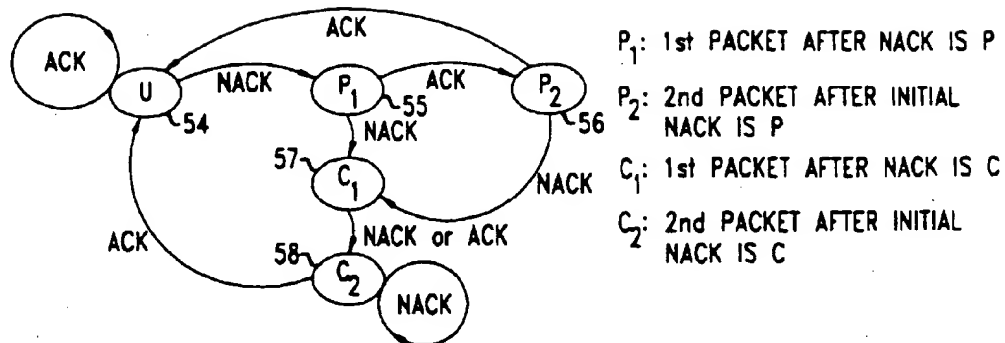 ACK
ACK
U
NACK
P1
ACK
P2
54
55
56
NACK
57
C1
NACK
NACK or ACK
ACK
58
C2
NACK
P1: 1st PACKET AFTER NACK IS P
P2: 2nd PACKET AFTER INITIAL
NACK IS P
C1: 1st PACKET AFTER NACK IS C
C2: 2nd PACKET AFTER INITIAL
NACK IS C